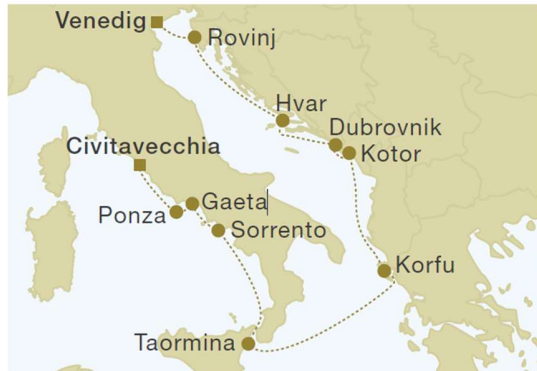 Venedig
Rovinj
Hvar
Dubrovnik
Civitavecchia
Kotor
Gaeta
Ponza
Sorrento
Korfu
Taormina